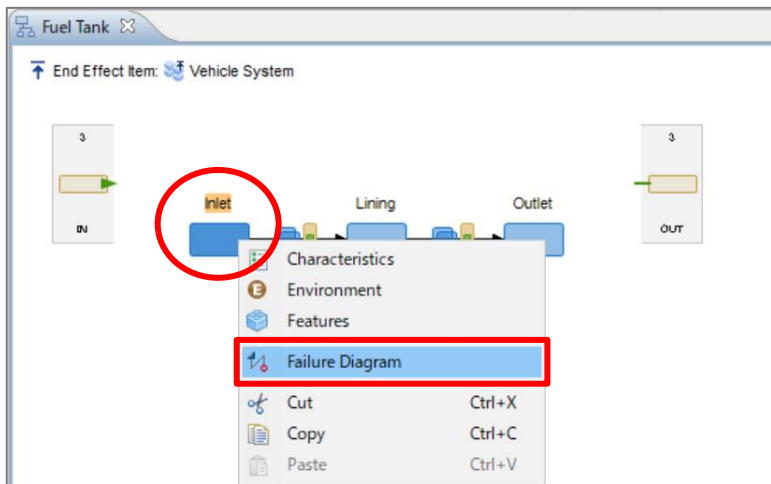 Fuel Tank
End Effect Item: Vehicle System
3
3
Inlet
Lining
Outlet
IN
OUT
Characteristics
E
Environment
Features
Failure Diagram
Cut Ctrl+X
Copy Ctrl+C
Paste Ctrl+V